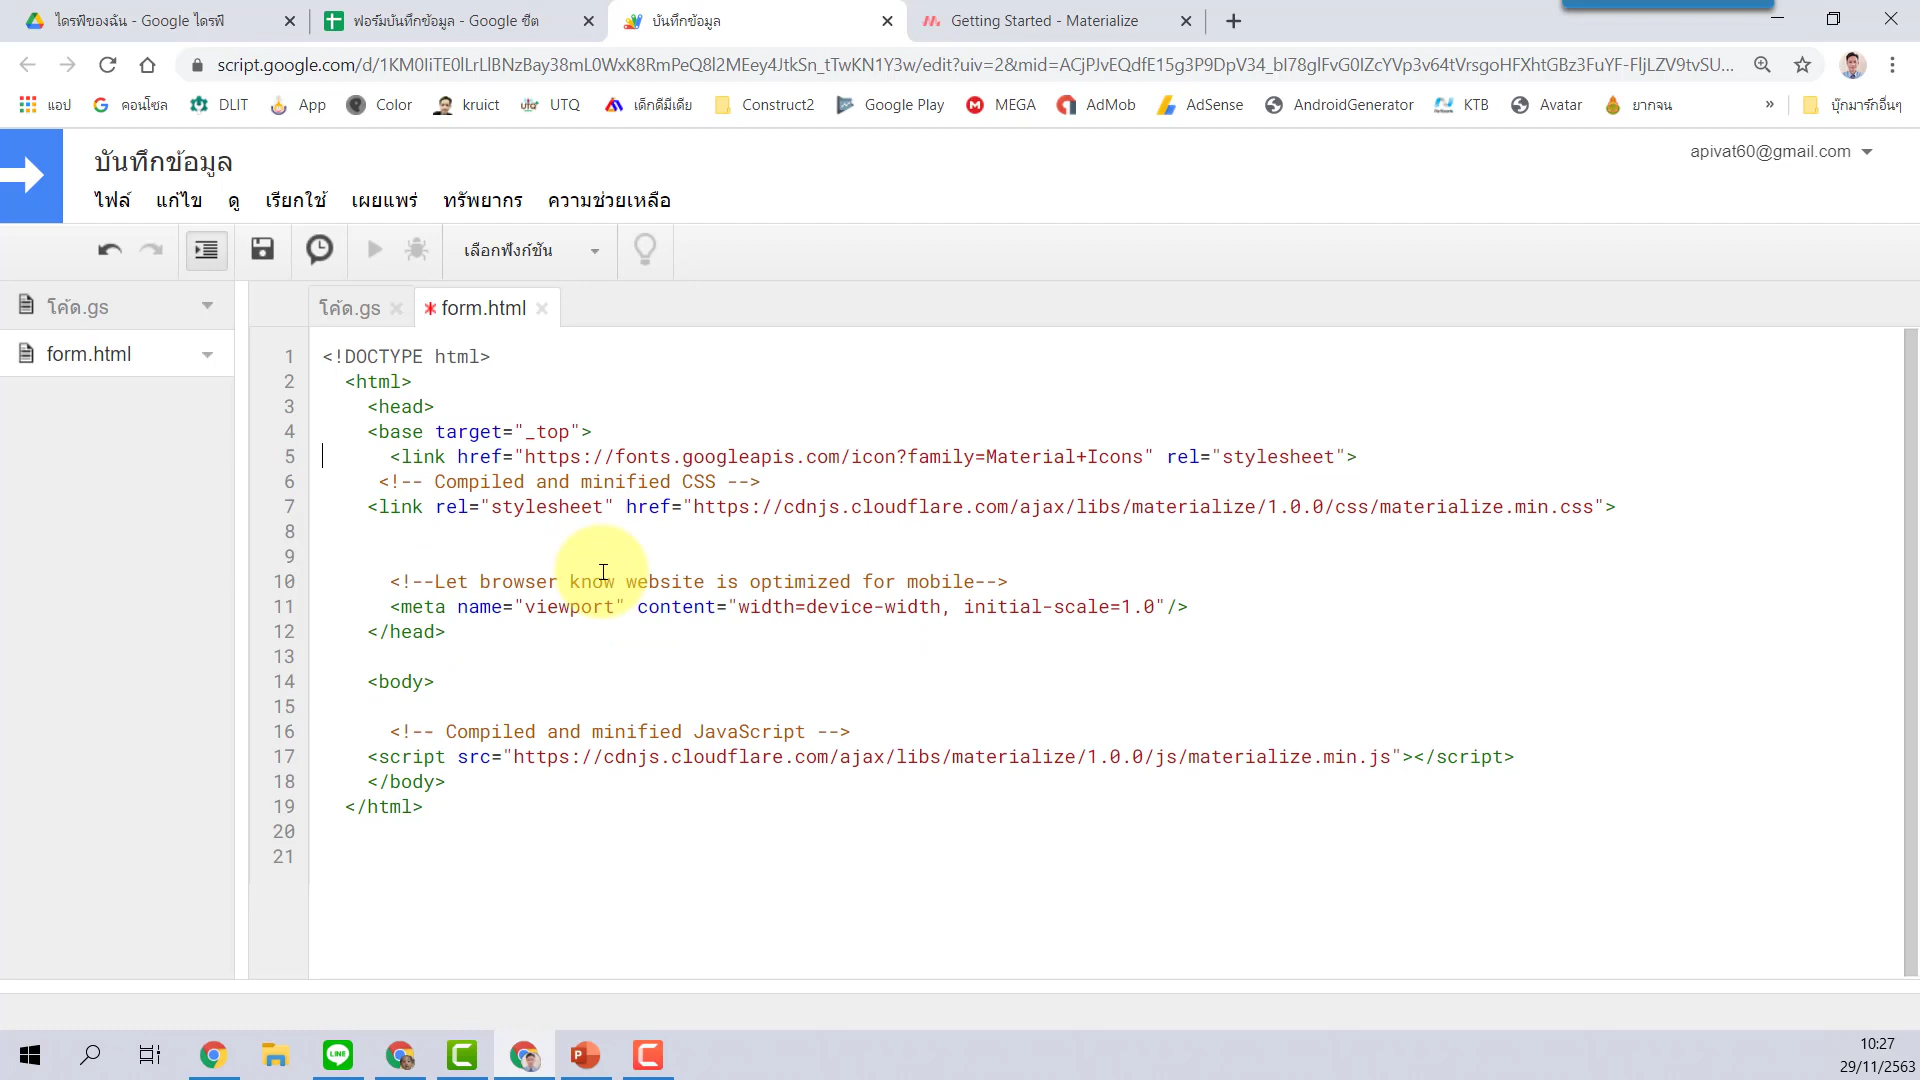 ไดรฟ์ของฉัน - Google ไดรฟ์
ฟอร์มบันทึกข้อมูล - Google ชีต
บันทึกข้อมูล
Getting Started - Materialize
แอป
คอนโซล
DLIT
App
Color
kruict
UTQ
เด็กดีมีเดีย
Construct2
Google Play
MEGA
AdMob
AdSense
AndroidGenerator
KTB
Avatar
ยากจน
»
บุ๊กมาร์กอื่นๆ
บันทึกข้อมูล
apivat60@gmail.com
ไฟล์ แก้ไข ดู เรียกใช้ เผยแพร่ ทรัพยากร ความช่วยเหลือ
เลือกฟังก์ชัน
โค้ด.gs
form.html
โค้ด.gs
* form.html
1 <!DOCTYPE html>
2 <html>
3 <head>
4 <base target="_top">
5 <link href="https://fonts.googleapis.com/icon?family=Material+Icons" rel="stylesheet">
6 <!-- Compiled and minified CSS -->
7 <link rel="stylesheet" href="https://cdnjs.cloudflare.com/ajax/libs/materialize/1.0.0/css/materialize.min.css">
8
9
10 <!--Let browser know website is optimized for mobile-->
11 <meta name="viewport" content="width=device-width, initial-scale=1.0"/>
12 </head>
13
14 <body>
15
16 <!-- Compiled and minified JavaScript -->
17 <script src="https://cdnjs.cloudflare.com/ajax/libs/materialize/1.0.0/js/materialize.min.js"></script>
18 </body>
19 </html>
20
21
LINE
10:27
29/11/2563